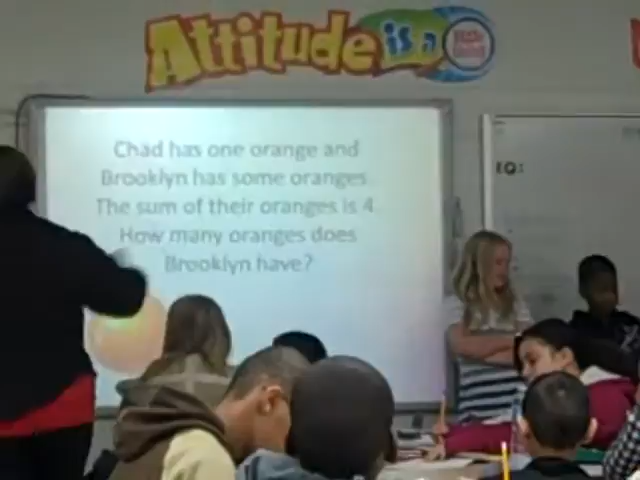 Attitude is a
Chad has one orange and
Brooklyn has some oranges.
The sum of their oranges is 4.
How many oranges does
Brooklyn have?
EQ: